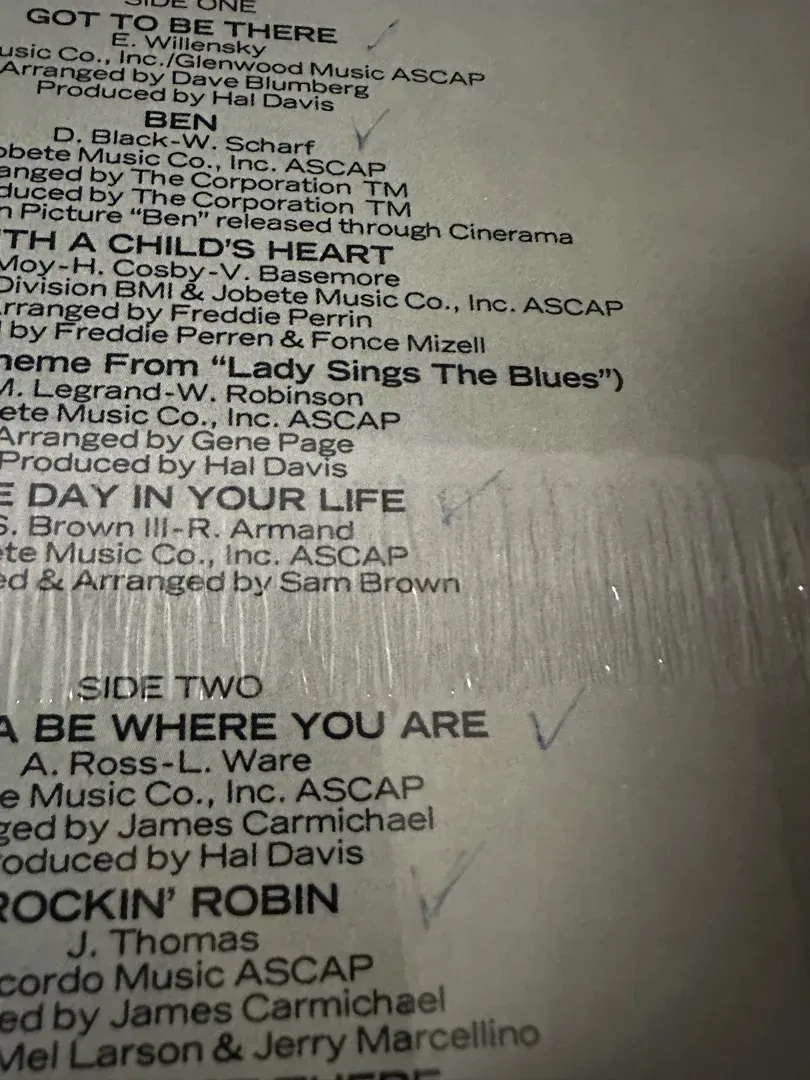 SIDE ONE
GOT TO BE THERE
E. Willensky
usic Co., Inc./Glenwood Music ASCAP
Arranged by Dave Blumberg
Produced by Hal Davis
BEN
D. Black-W. Scharf
obete Music Co., Inc. ASCAP
anged by The Corporation TM
duced by The Corporation TM
n Picture “Ben” released through Cinerama
TH A CHILD'S HEART
Moy-H. Cosby-V. Basemore
Division BMI & Jobete Music Co., Inc. ASCAP
rranged by Freddie Perrin
by Freddie Perren & Fonce Mizell
heme From “Lady Sings The Blues”)
M. Legrand-W. Robinson
ete Music Co., Inc. ASCAP
Arranged by Gene Page
Produced by Hal Davis
E DAY IN YOUR LIFE
S. Brown III-R. Armand
ete Music Co., Inc. ASCAP
ed & Arranged by Sam Brown
SIDE TWO
A BE WHERE YOU ARE
A. Ross-L. Ware
e Music Co., Inc. ASCAP
ged by James Carmichael
oduced by Hal Davis
ROCKIN' ROBIN
J. Thomas
cordo Music ASCAP
ed by James Carmichael
Mel Larson & Jerry Marcellino